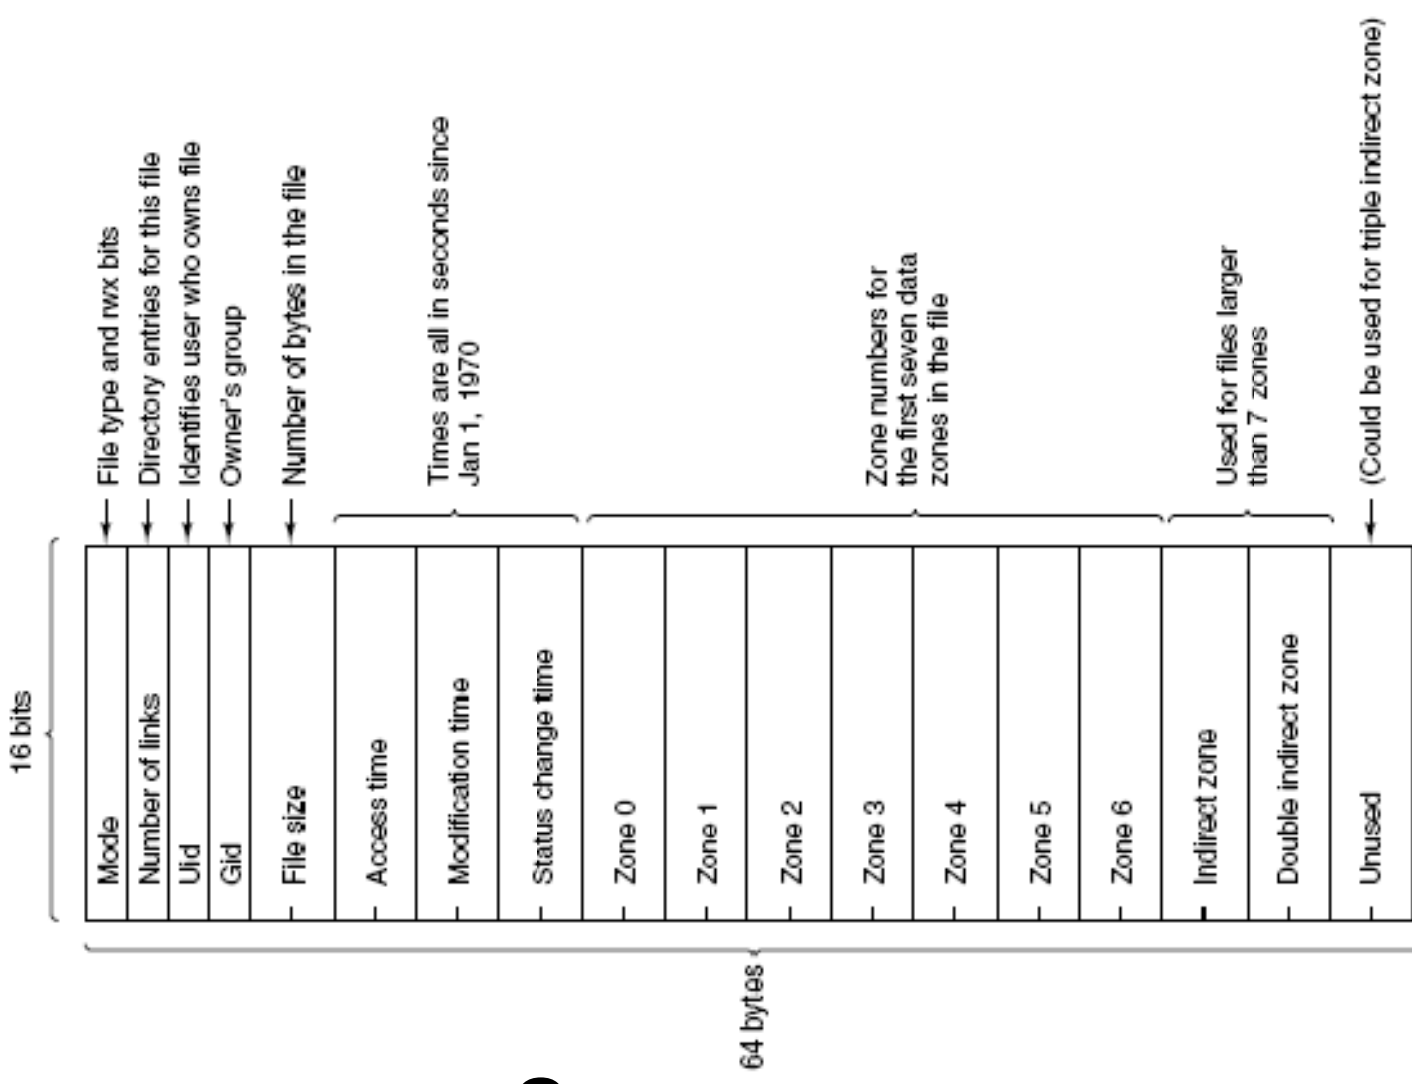 16 bits
64 bytes
Mode
File type and rwx bits
Number of links
Directory entries for this file
Uid
Identifies user who owns file
Gid
Owner's group
File size
Number of bytes in the file
Access time
Modification time
Status change time
Times are all in seconds since
Jan 1, 1970
Zone 0
Zone 1
Zone 2
Zone 3
Zone 4
Zone 5
Zone 6
Zone numbers for
the first seven data
zones in the file
Indirect zone
Double indirect zone
Used for files larger
than 7 zones
Unused
(Could be used for triple indirect zone)